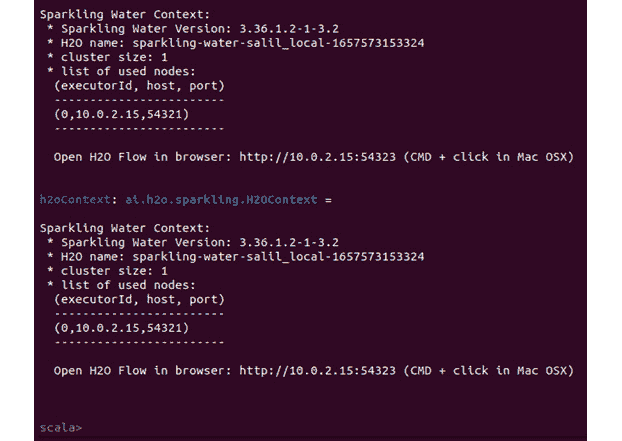 Sparkling Water Context:
* Sparkling Water Version: 3.36.1.2-1-3.2
* H2O name: sparkling-water-salil_local-1657573153324
* cluster size: 1
* list of used nodes:
(executorId, host, port)
------------------------
(0,10.0.2.15,54321)
------------------------
Open H2O Flow in browser: http://10.0.2.15:54323 (CMD + click in Mac OSX)
h2oContext: ai.h2o.sparkling.H2OContext =
Sparkling Water Context:
* Sparkling Water Version: 3.36.1.2-1-3.2
* H2O name: sparkling-water-salil_local-1657573153324
* cluster size: 1
* list of used nodes:
(executorId, host, port)
------------------------
(0,10.0.2.15,54321)
------------------------
Open H2O Flow in browser: http://10.0.2.15:54323 (CMD + click in Mac OSX)
scala>